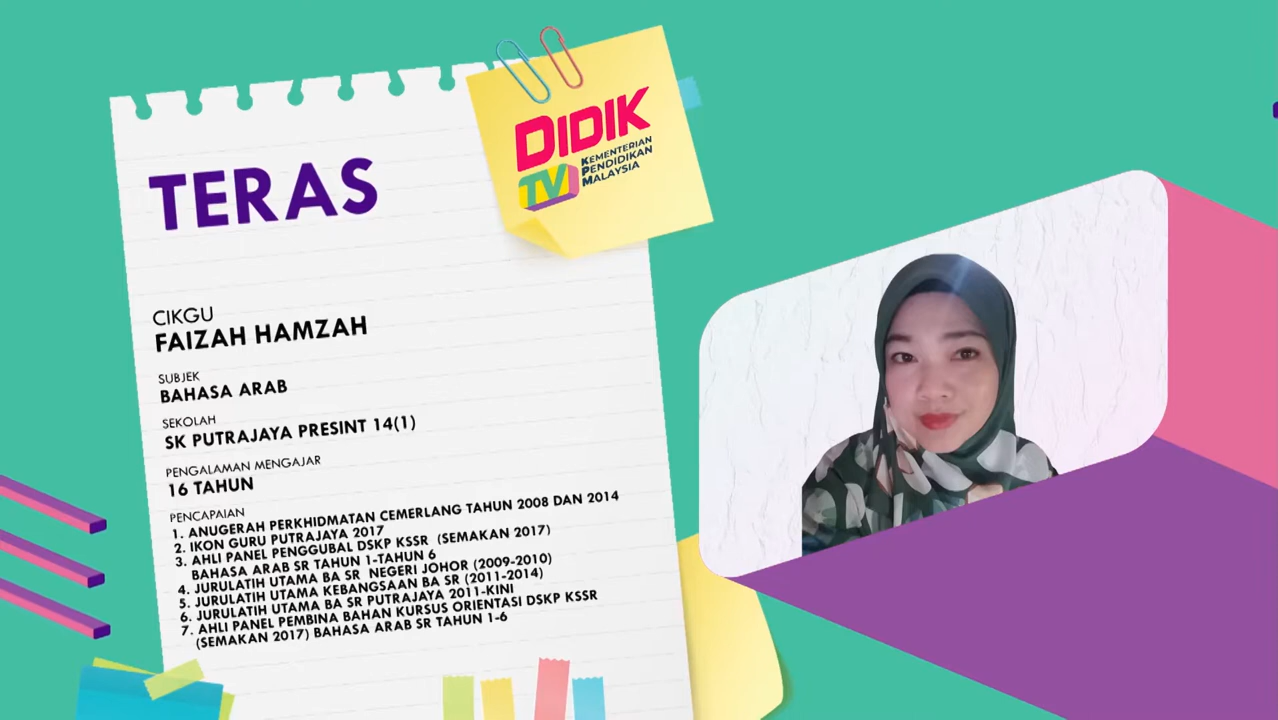 TERAS
DIDIK
TV
KEMENTERIAN
PENDIDIKAN
MALAYSIA
CIKGU
FAIZAH HAMZAH
SUBJEK
BAHASA ARAB
SEKOLAH
SK PUTRAJAYA PRESINT 14(1)
PENGALAMAN MENGAJAR
16 TAHUN
PENCAPAIAN
1. ANUGERAH PERKHIDMATAN CEMERLANG TAHUN 2008 DAN 2014
2. IKON GURU PUTRAJAYA 2017
3. AHLI PANEL PENGGUBAL DSKP KSSR (SEMAKAN 2017)
BAHASA ARAB SR TAHUN 1-TAHUN 6
4. JURULATIH UTAMA BA SR NEGERI JOHOR (2009-2010)
5. JURULATIH UTAMA KEBANGSAAN BA SR (2011-2014)
6. JURULATIH UTAMA BA SR PUTRAJAYA 2011-KINI
7. AHLI PANEL PEMBINA BAHAN KURSUS ORIENTASI DSKP KSSR
(SEMAKAN 2017) BAHASA ARAB SR TAHUN 1-6